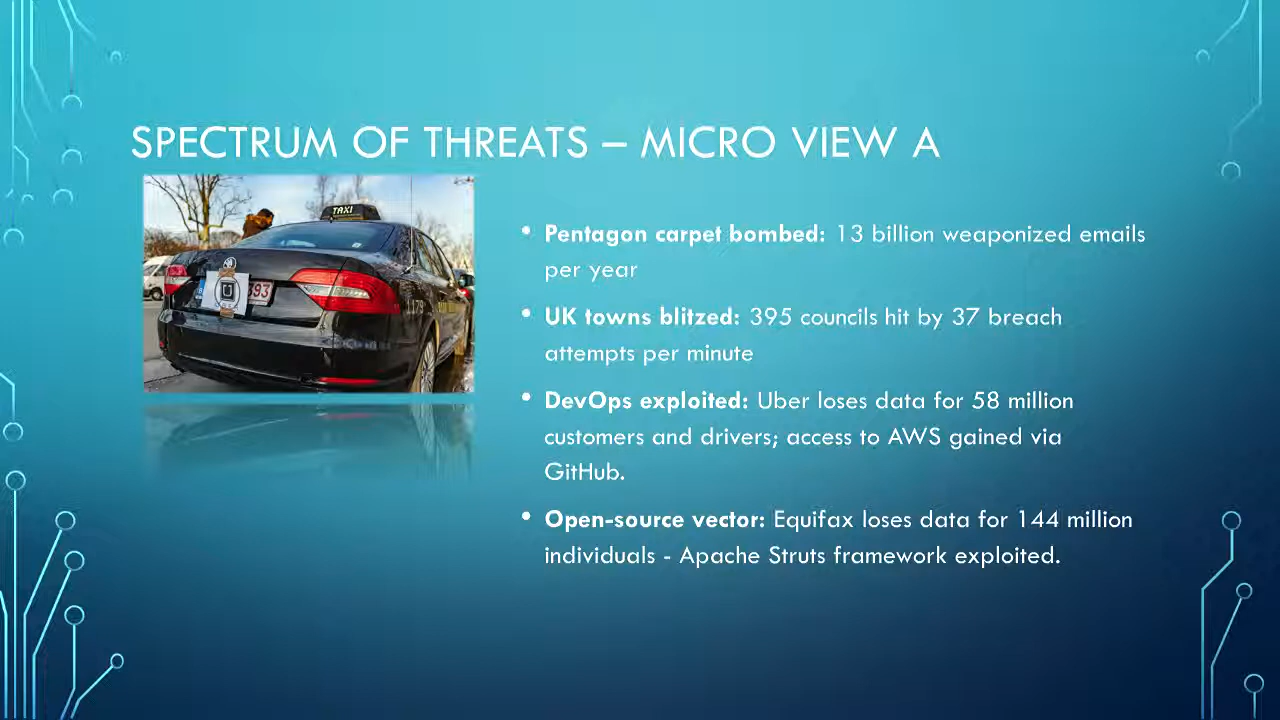 SPECTRUM OF THREATS – MICRO VIEW A
TAXI
93
1179
• Pentagon carpet bombed: 13 billion weaponized emails
per year
• UK towns blitzed: 395 councils hit by 37 breach
attempts per minute
• DevOps exploited: Uber loses data for 58 million
customers and drivers; access to AWS gained via
GitHub.
• Open-source vector: Equifax loses data for 144 million
individuals - Apache Struts framework exploited.